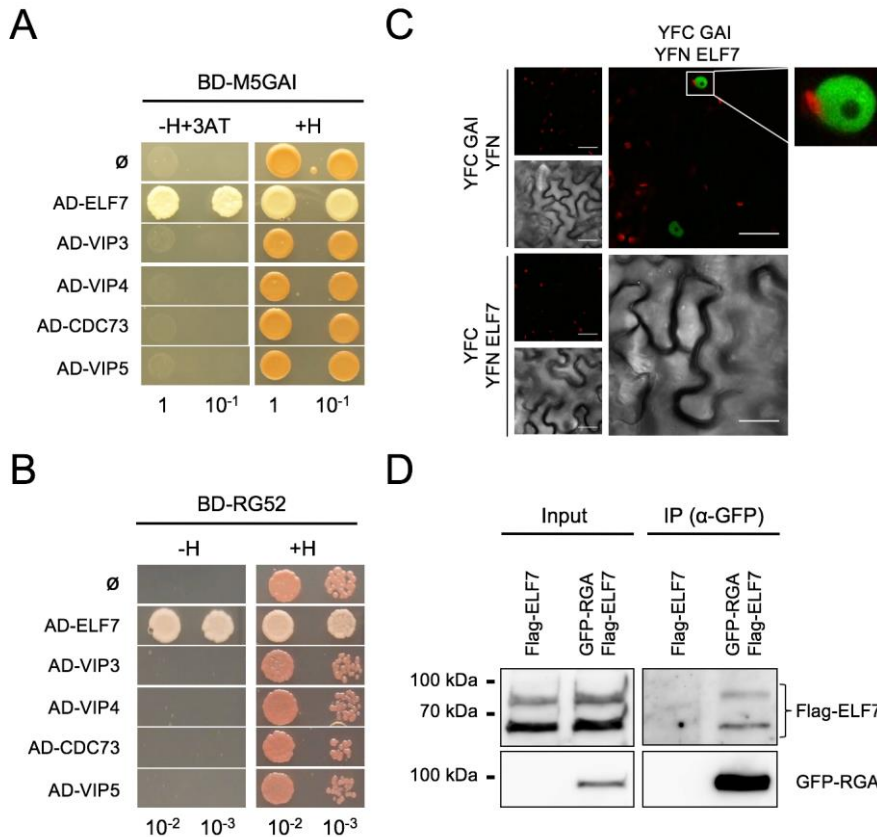 A
BD-M5GAI
-H+3AT +H
Ø
AD-ELF7
AD-VIP3
AD-VIP4
AD-CDC73
AD-VIP5
1 10-1 1 10-1
B
BD-RG52
-H +H
Ø
AD-ELF7
AD-VIP3
AD-VIP4
AD-CDC73
AD-VIP5
10-2 10-3 10-2 10-3
C
YFC GAI
YFN ELF7
YFC GAI
YFN
YFC
YFN ELF7
D
Input IP (α-GFP)
Flag-ELF7
GFP-RGA
Flag-ELF7
Flag-ELF7
GFP-RGA
Flag-ELF7
100 kDa
70 kDa
Flag-ELF7
100 kDa
GFP-RGA